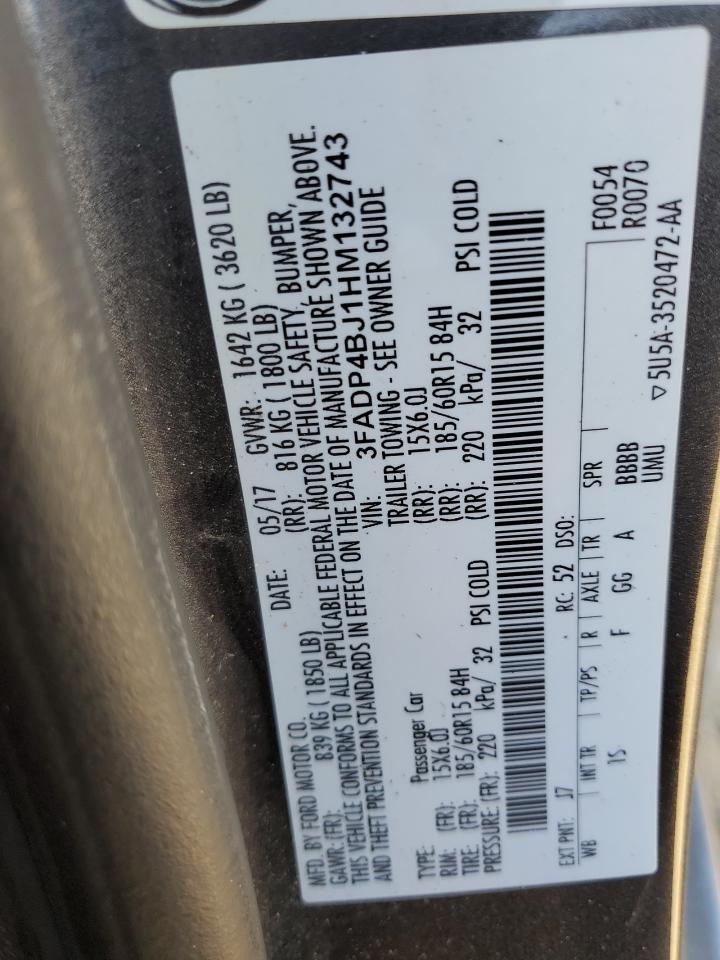 MFD. BY FORD MOTOR CO.
DATE: 05/17 GVWR: 1642 KG ( 3620 LB)
GAWR:(FR): 839 KG ( 1850 LB) (RR): 816 KG ( 1800 LB)
THIS VEHICLE CONFORMS TO ALL APPLICABLE FEDERAL MOTOR VEHICLE SAFETY, BUMPER,
AND THEFT PREVENTION STANDARDS IN EFFECT ON THE DATE OF MANUFACTURE SHOWN ABOVE.
VIN: 3FADP4BJ1HM132743
TYPE: Passenger Car TRAILER TOWING - SEE OWNER GUIDE
RIM: (FR): 15X6.0J (RR): 15X6.0J
TIRE: (FR): 185/60R15 84H (RR): 185/60R15 84H
PRESSURE: (FR): 220 kPa/ 32 PSI COLD (RR): 220 kPa/ 32 PSI COLD
EXT PNT: J7 RC: 52 DSO: F0054
R0070
WB INT TR TP/PS R AXLE TR SPR
IS F GG A BBBB
UMU
▽5U5A-3520472-AA